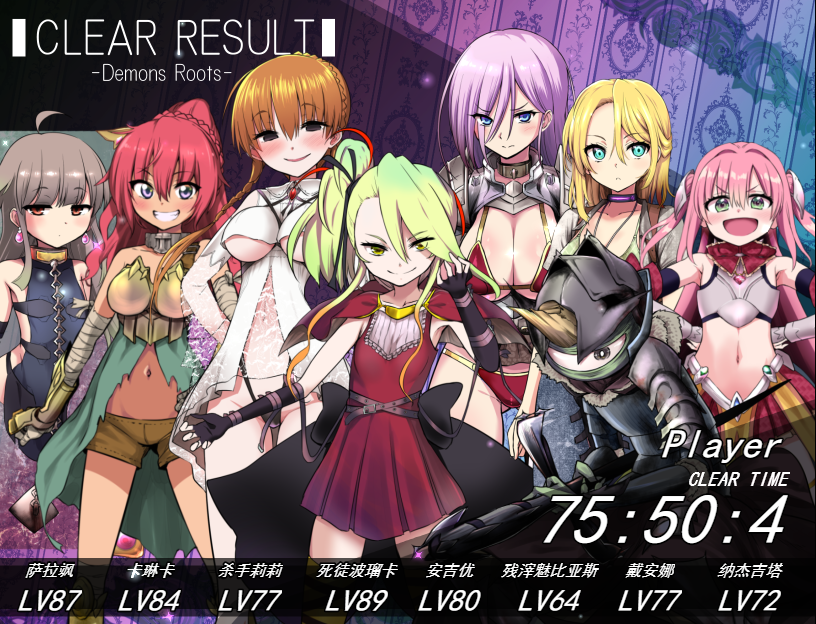 CLEAR RESULT
-Demons Roots-
Player
CLEAR TIME
75:50:4
萨拉飒 卡琳卡 杀手莉莉 死徒波瑠卡 安吉优 残滓魅比亚斯 戴安娜 纳杰吉塔
LV87 LV84 LV77 LV89 LV80 LV64 LV77 LV72